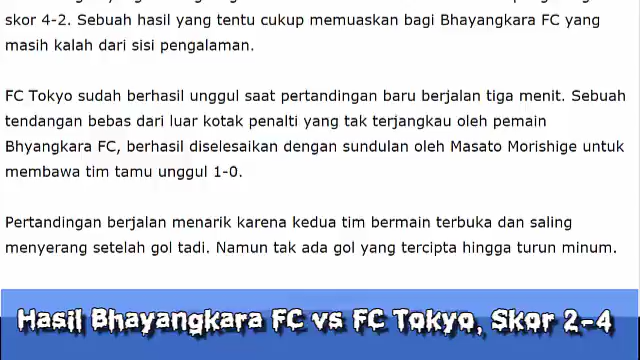 skor 4-2. Sebuah hasil yang tentu cukup memuaskan bagi Bhayangkara FC yang
masih kalah dari sisi pengalaman.
FC Tokyo sudah berhasil unggul saat pertandingan baru berjalan tiga menit. Sebuah
tendangan bebas dari luar kotak penalti yang tak terjangkau oleh pemain
Bhyangkara FC, berhasil diselesaikan dengan sundulan oleh Masato Morishige untuk
membawa tim tamu unggul 1-0.
Pertandingan berjalan menarik karena kedua tim bermain terbuka dan saling
menyerang setelah gol tadi. Namun tak ada gol yang tercipta hingga turun minum.
Hasil Bhayangkara FC vs FC Tokyo, Skor 2-4